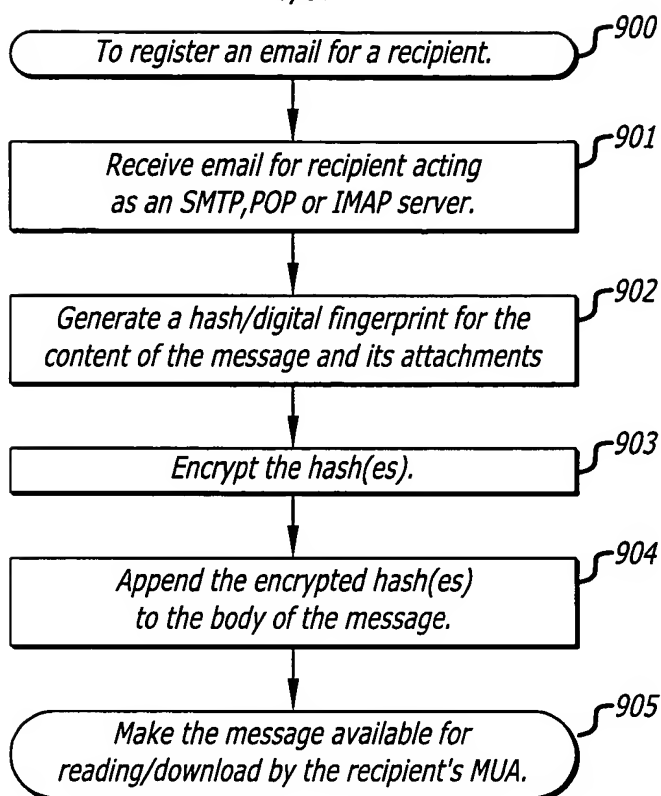 900
To register an email for a recipient.
901
Receive email for recipient acting
as an SMTP,POP or IMAP server.
902
Generate a hash/digital fingerprint for the
content of the message and its attachments
903
Encrypt the hash(es).
904
Append the encrypted hash(es)
to the body of the message.
905
Make the message available for
reading/download by the recipient's MUA.